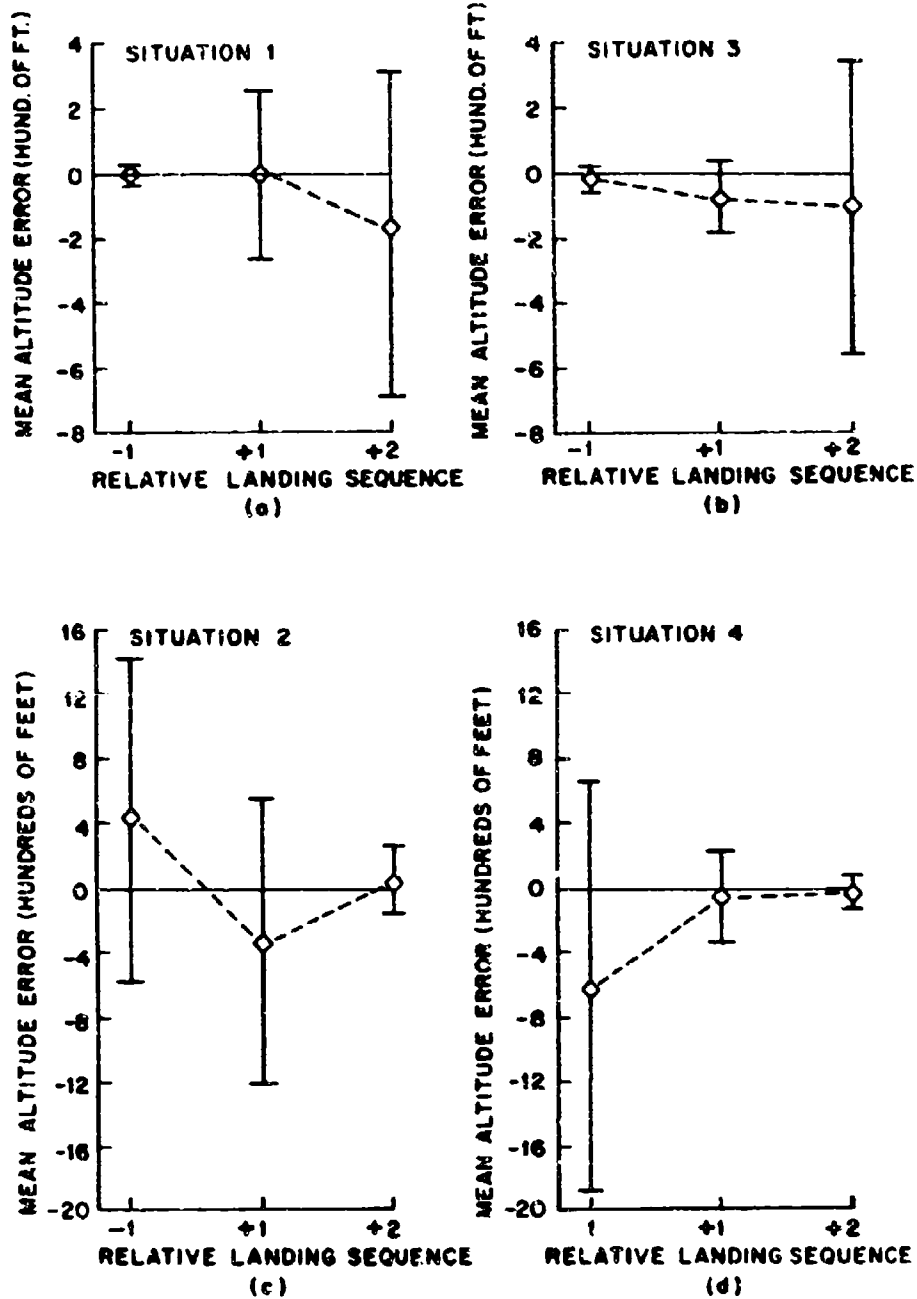 MEAN ALTITUDE ERROR (HUND. OF FT.)
SITUATION 1
4
2
0
-2
-4
-6
-8
-1
+1
+2
RELATIVE LANDING SEQUENCE
(a)
MEAN ALTITUDE ERROR (HUND. OF FT)
SITUATION 3
4
2
0
-2
-4
-6
-8
-1
+1
+2
RELATIVE LANDING SEQUENCE
(b)
MEAN ALTITUDE ERROR (HUNDREDS OF FEET)
SITUATION 2
16
12
8
4
0
-4
-8
-12
-16
-20
-1
+1
+2
RELATIVE LANDING SEQUENCE
(c)
MEAN ALTITUDE ERROR (HUNDREDS OF FEET)
SITUATION 4
16
12
8
4
0
-4
-8
-12
-16
-20
1
+1
+2
RELATIVE LANDING SEQUENCE
(d)